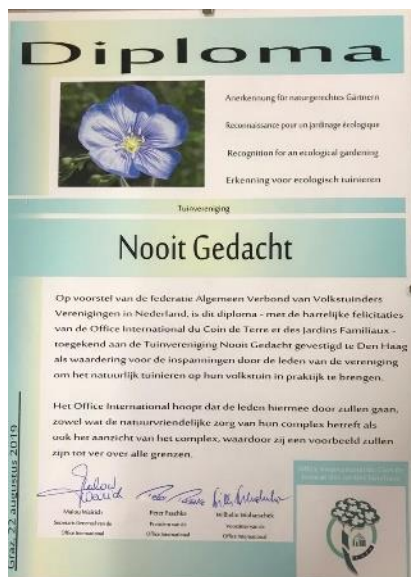 Diploma
Anerkennung für naturgerechtes Gärtnern
Reconnaissance pour un jardinage écologique
Recognition for an ecological gardening
Erkenning voor ecologisch tuinieren
Tuinvereniging
Nooit Gedacht
Op voorstel van de federatie Algemeen Verbond van Volkstuinders
Verenigingen in Nederland, is dit diploma - met de hartelijke felicitaties
van de Office International du Coin de Terre et des Jardins Familiaux -
toegekend aan de Tuinvereniging Nooit Gedacht gevestigd te Den Haag
als waardering voor de inspanningen door de leden van de vereniging
om het natuurlijk tuinieren op hun volkstuin in praktijk te brengen.
Het Office International hoopt dat de leden hiermee door zullen gaan,
zowel wat de natuurvriendelijke zorg van hun complex betreft als
ook het aanzicht van het complex, waardoor zij een voorbeeld zullen
zijn tot ver over alle grenzen.
Graz 22 augustus 2019
Malou Weirich
Office International
Peter Paschke
Office International
Wilhelm Wohatschek
Office International